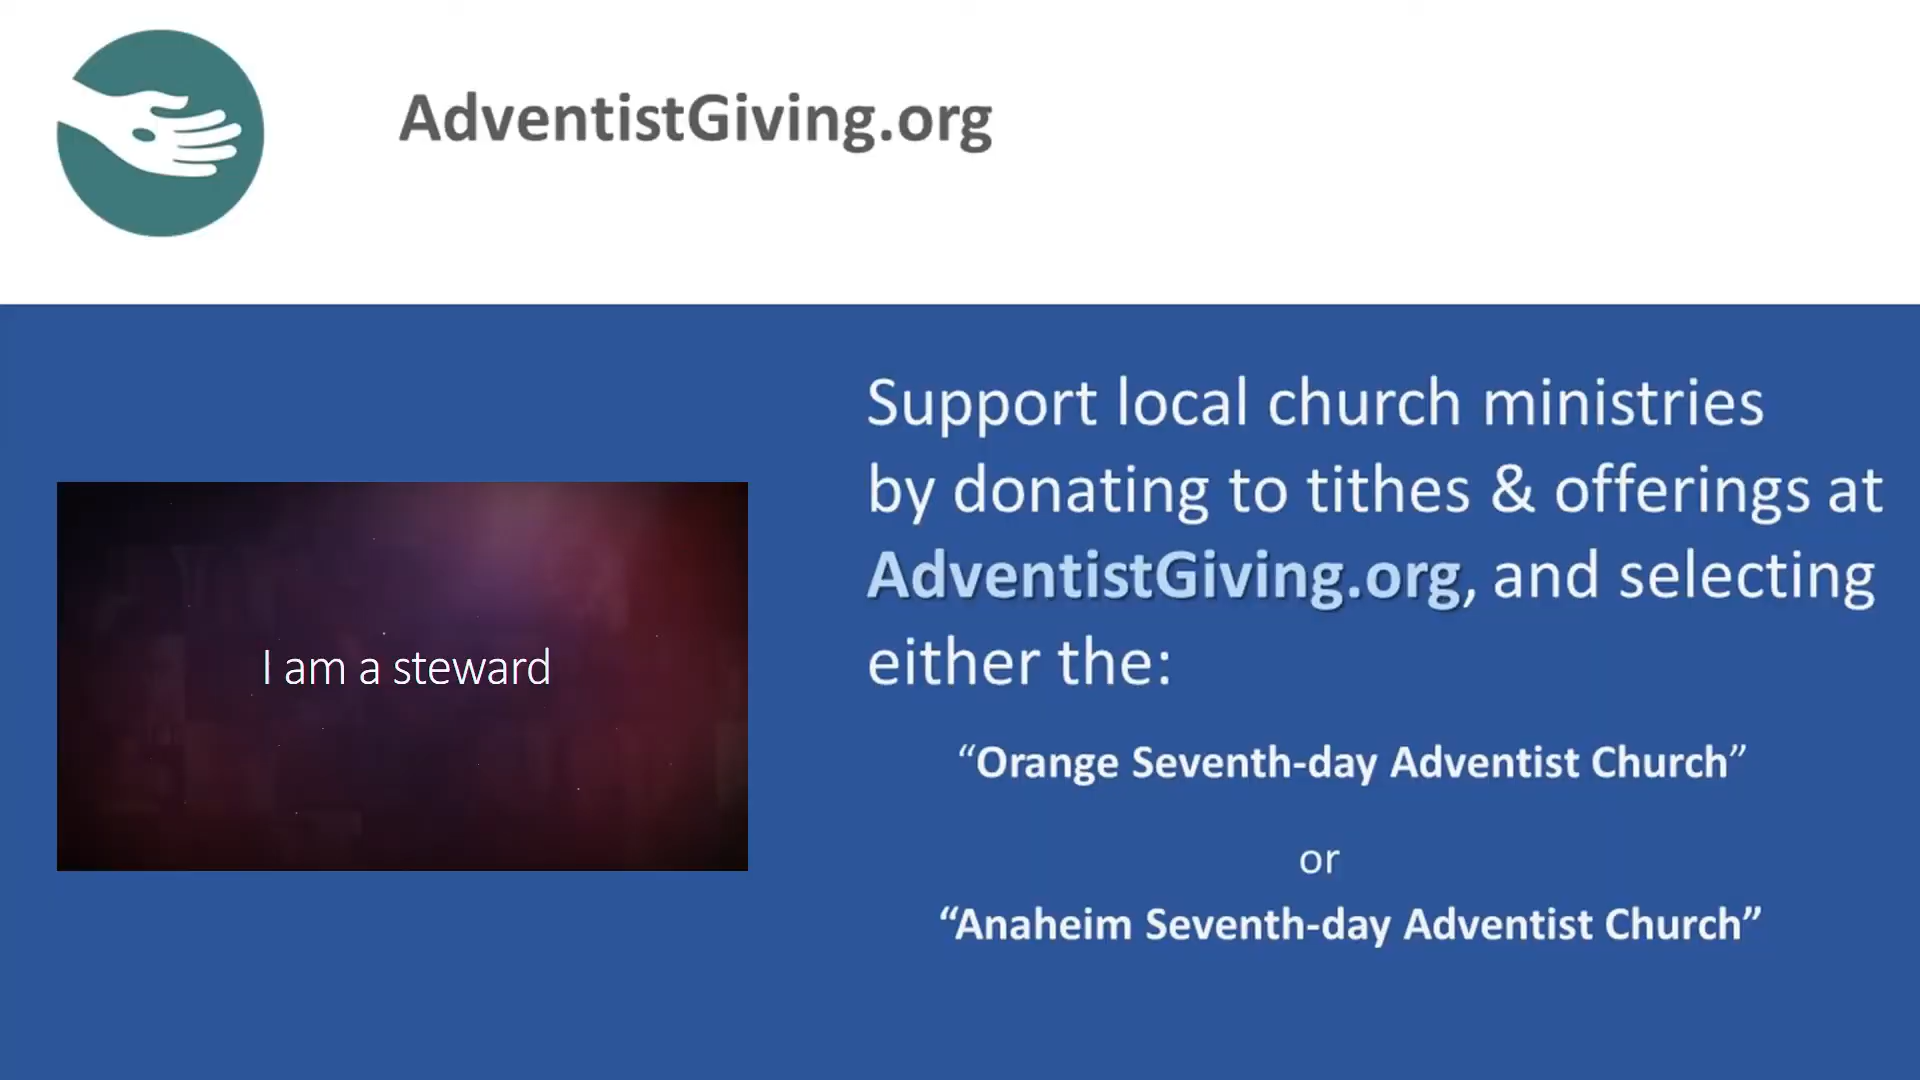 AdventistGiving.org
I am a steward
Support local church ministries
by donating to tithes & offerings at
AdventistGiving.org, and selecting
either the:
“Orange Seventh-day Adventist Church”
or
“Anaheim Seventh-day Adventist Church”